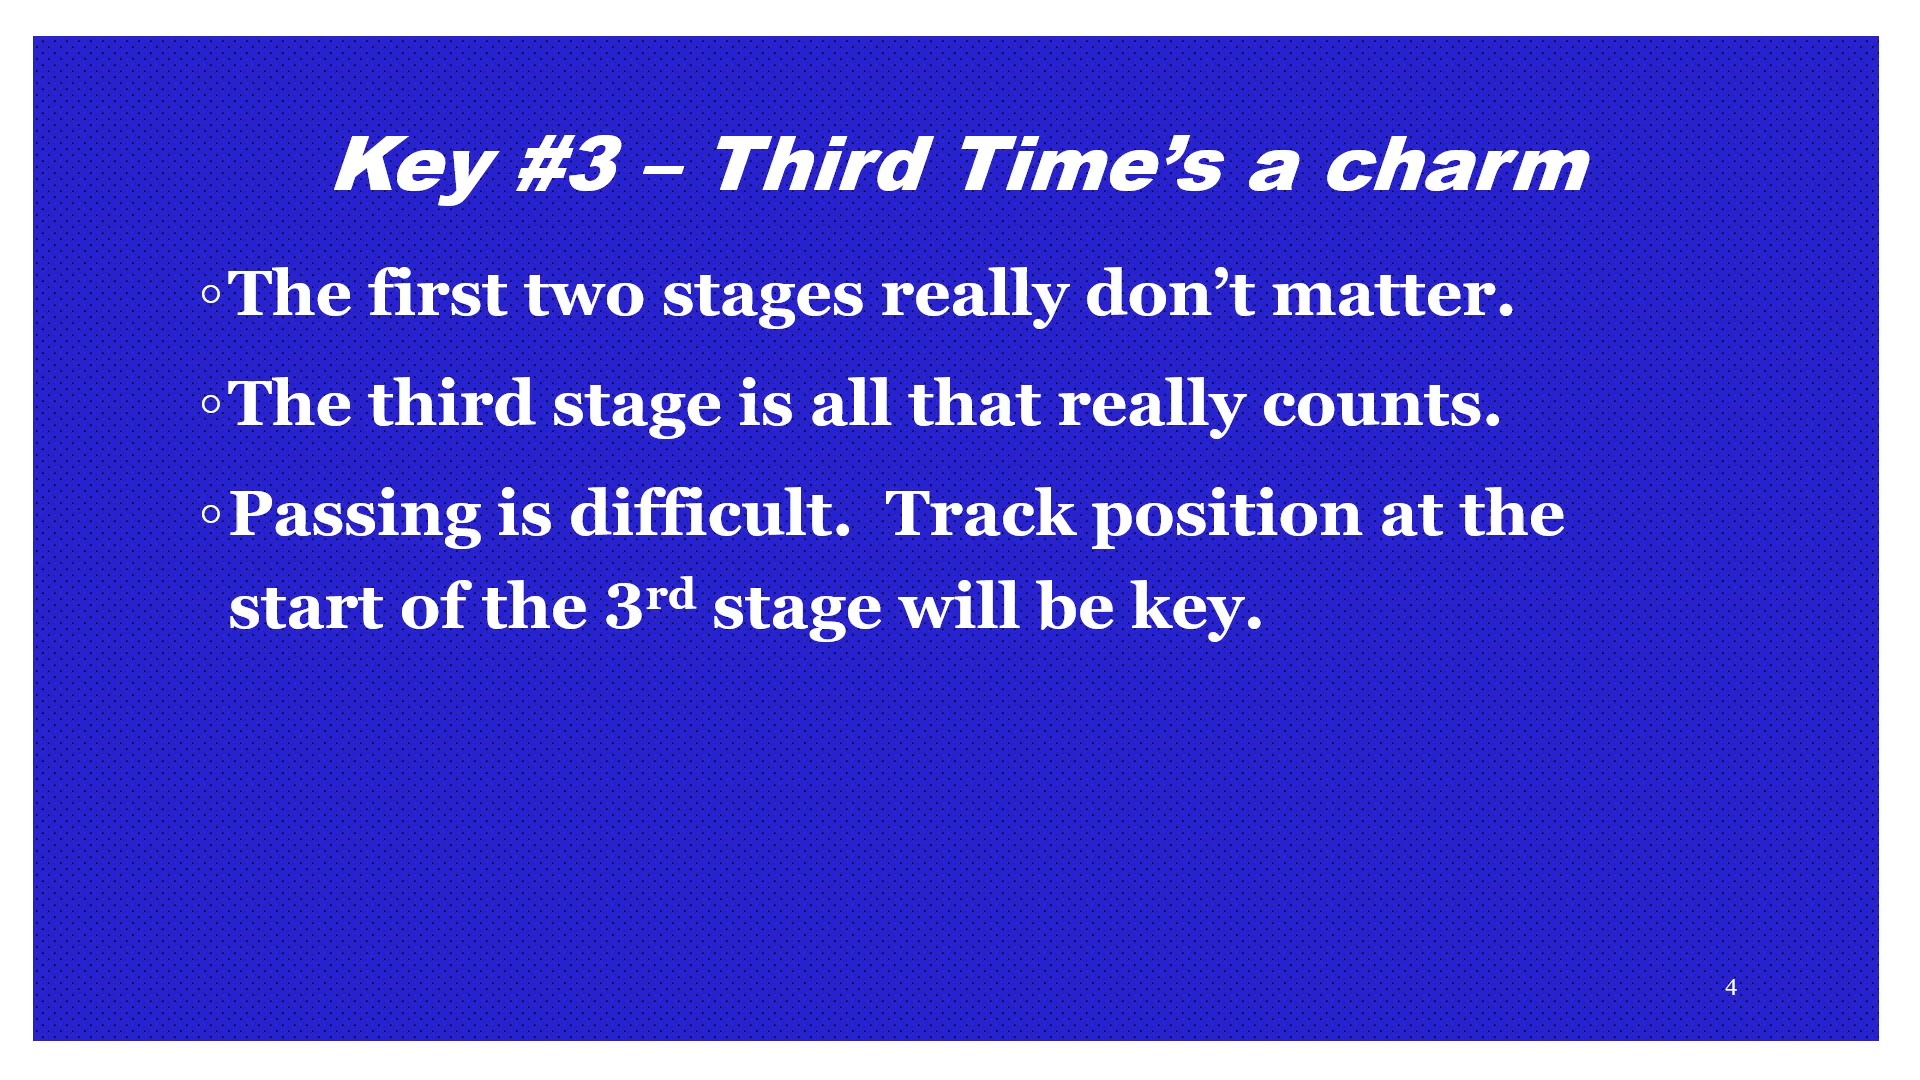 Key #3 – Third Time’s a charm
◦The first two stages really don’t matter.
◦The third stage is all that really counts.
◦Passing is difficult.  Track position at the
start of the 3rd stage will be key.
4